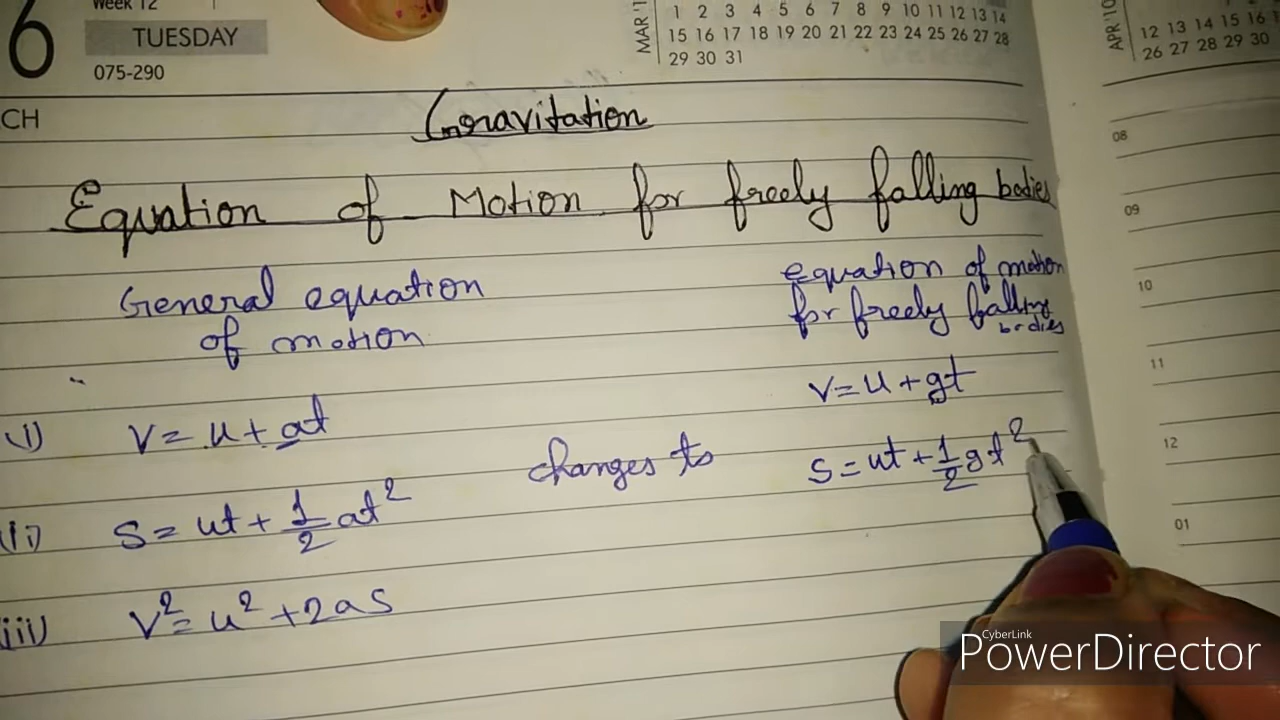 6
Week 12
TUESDAY
075-290
CH
MAR '1
1 2 3 4 5 6 7 8 9 10 11 12 13 14
15 16 17 18 19 20 21 22 23 24 25 26 27 28
29 30 31
APR '10
12 13 14 15 16
26 27 28 29 30
Gravitation
Equation of Motion for freely falling bodies
General equation
of motion
equation of motion
for freely falling
bodies
i) v = u + at
v = u + gt
ii) s = ut + 1/2 at²
changes to
s = ut + 1/2 gt²
iii) v² = u² + 2as
08
09
10
11
12
01
CyberLink
PowerDirector